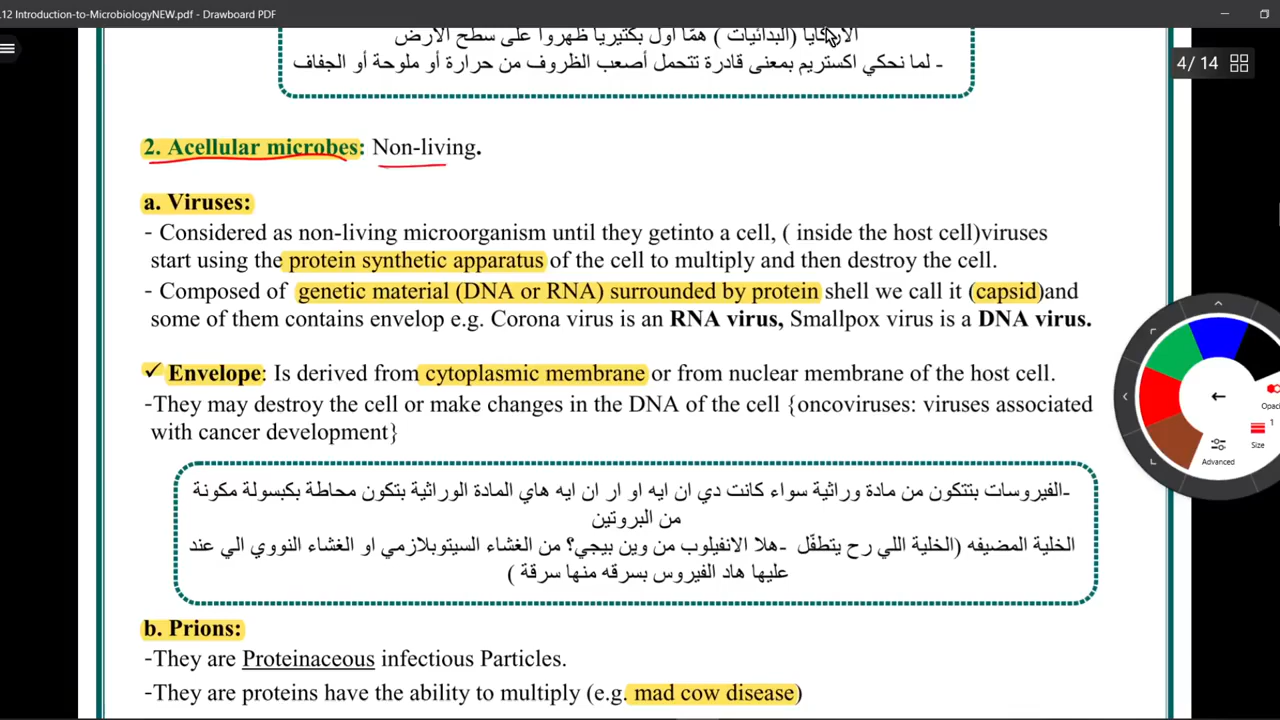 .12 Introduction-to-MicrobiologyNEW.pdf - Drawboard PDF
4 / 14
(البدائيات ) همّا أول بكتيريا ظهروا على سطح الأرض
- لما نحكي اكستريم بمعنى قادرة تتحمل أصعب الظروف من حرارة أو ملوحة أو الجفاف
2. Acellular microbes: Non-living.
a. Viruses:
- Considered as non-living microorganism until they getinto a cell, ( inside the host cell)viruses
start using the protein synthetic apparatus of the cell to multiply and then destroy the cell.
- Composed of genetic material (DNA or RNA) surrounded by protein shell we call it (capsid)and
some of them contains envelop e.g. Corona virus is an RNA virus, Smallpox virus is a DNA virus.
✓ Envelope: Is derived from cytoplasmic membrane or from nuclear membrane of the host cell.
-They may destroy the cell or make changes in the DNA of the cell {oncoviruses: viruses associated
with cancer development}
-الفيروسات بتتكون من مادة وراثية سواء كانت دي ان ايه او ار ان ايه هاي المادة الوراثية بتكون محاطة بكبسولة مكونة
من البروتين
الخلية المضيفه (الخلية اللي رح يتطفّل -هلا الانفيلوب من وين بيجي؟ من الغشاء السيتوبلازمي او الغشاء النووي الي عند
عليها هاد الفيروس بسرقه منها سرقة )
b. Prions:
-They are Proteinaceous infectious Particles.
-They are proteins have the ability to multiply (e.g. mad cow disease)
Opac
1
Size
Advanced